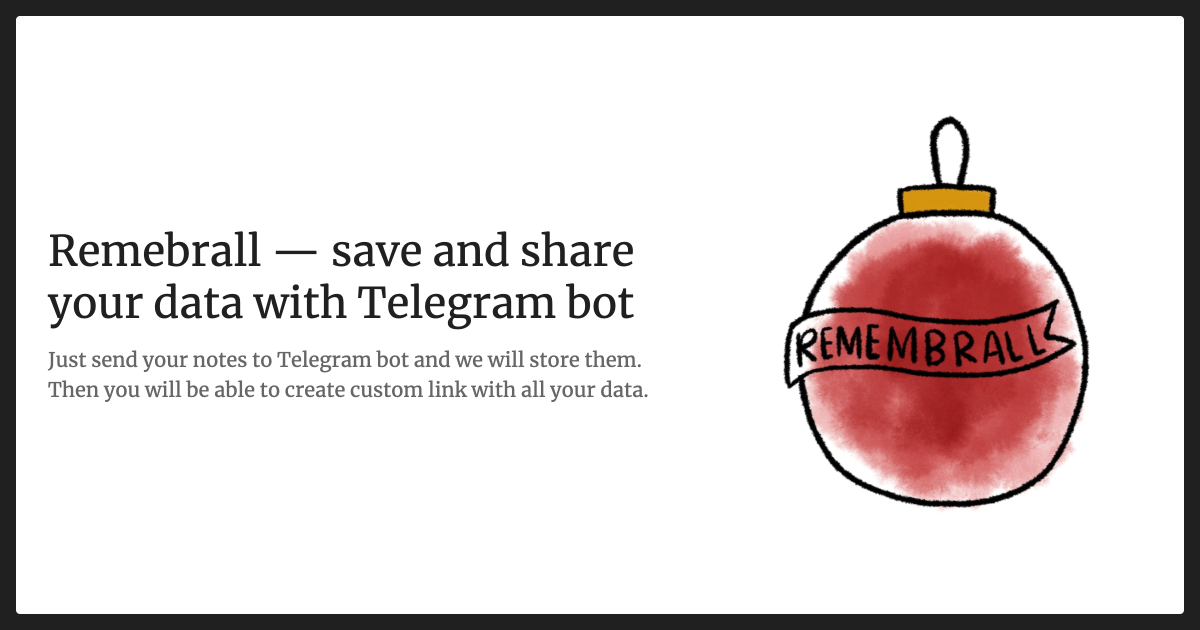 Remebrall — save and share
your data with Telegram bot
Just send your notes to Telegram bot and we will store them.
Then you will be able to create custom link with all your data.
REMEMBRALL